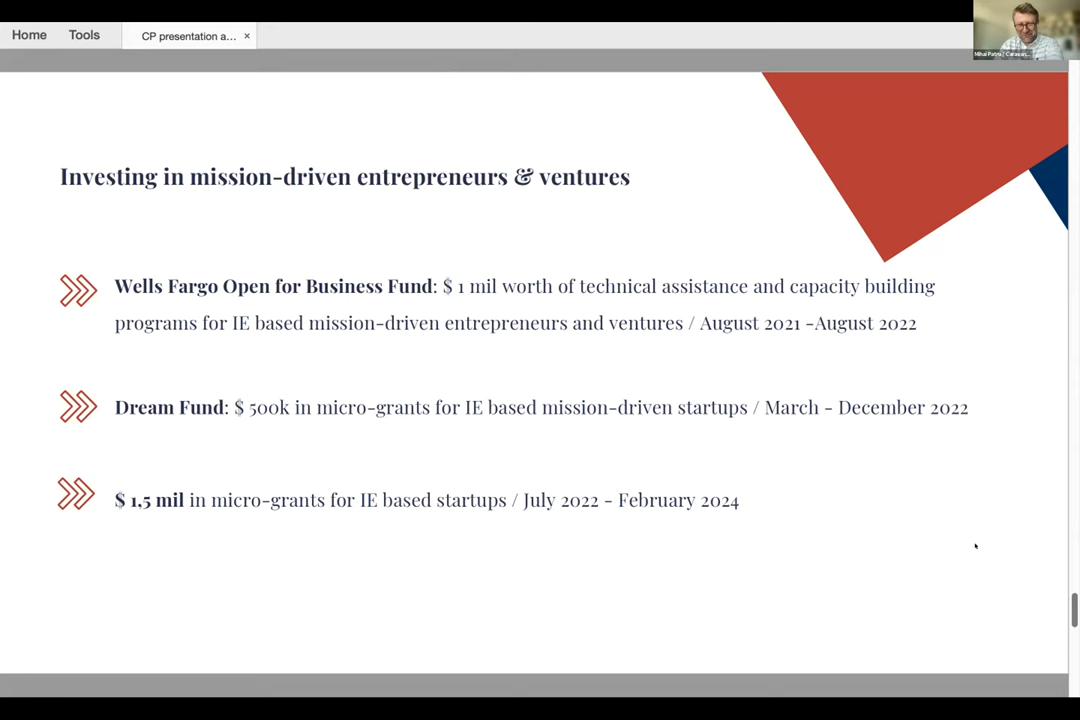 Home Tools CP presentation a... ×
Mihai Patru / Caravan...
Investing in mission-driven entrepreneurs & ventures
Wells Fargo Open for Business Fund: $ 1 mil worth of technical assistance and capacity building
programs for IE based mission-driven entrepreneurs and ventures / August 2021 -August 2022
Dream Fund: $ 500k in micro-grants for IE based mission-driven startups / March - December 2022
$ 1,5 mil in micro-grants for IE based startups / July 2022 - February 2024